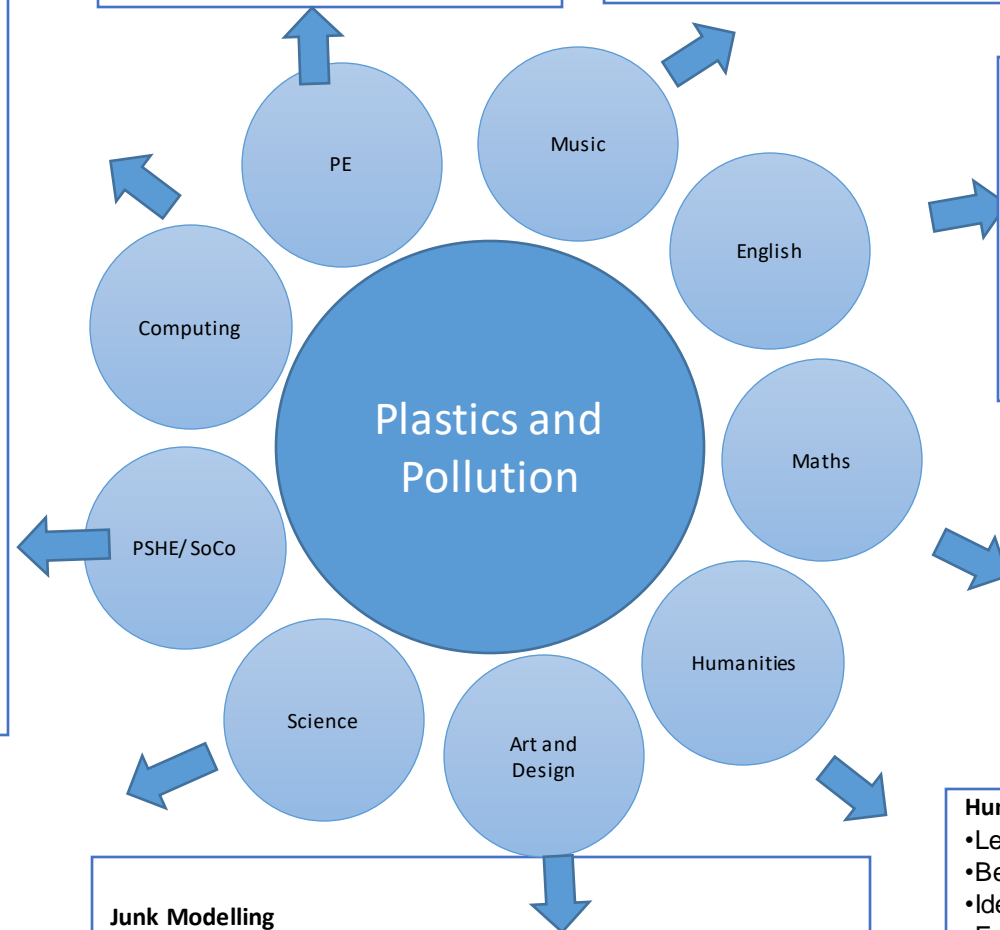 PE
Music
English
Computing
Plastics and
Pollution
Maths
PSHE/ SoCo
Humanities
Science
Art and
Design
Junk Modelling